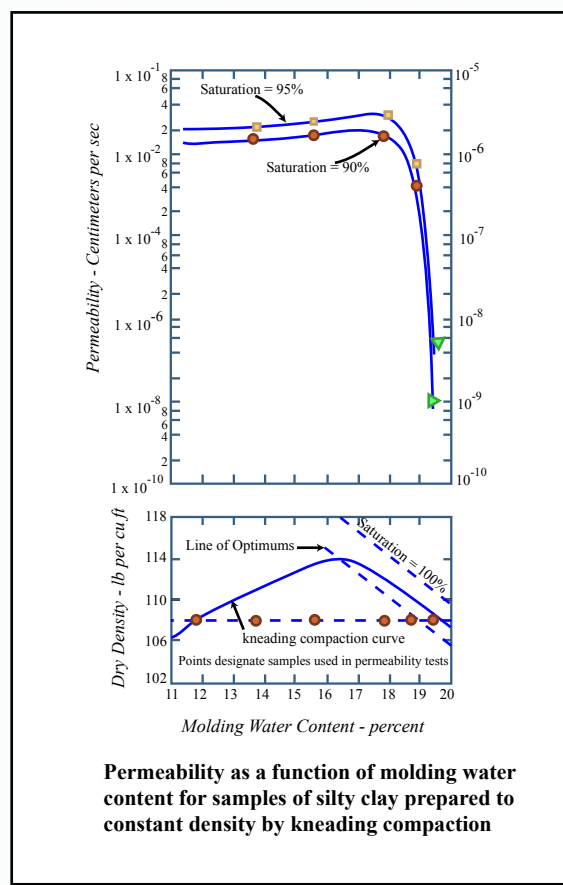 1 x 10-1
8
6
4
2
1 x 10-2
8
6
4
2
1 x 10-4
8
6
4
2
1 x 10-6
8
6
4
2
1 x 10-8
8
6
4
2
1 x 10-10
Permeability - Centimeters per sec
Saturation = 95%
Saturation = 90%
10-5
10-6
10-7
10-8
10-9
10-10
118
114
110
108
106
102
Dry Density - lb per cu ft
Line of Optimums
Saturation = 100%
kneading compaction curve
Points designate samples used in permeability tests
11 12 13 14 15 16 17 18 19 20
Molding Water Content - percent
Permeability as a function of molding water
content for samples of silty clay prepared to
constant density by kneading compaction